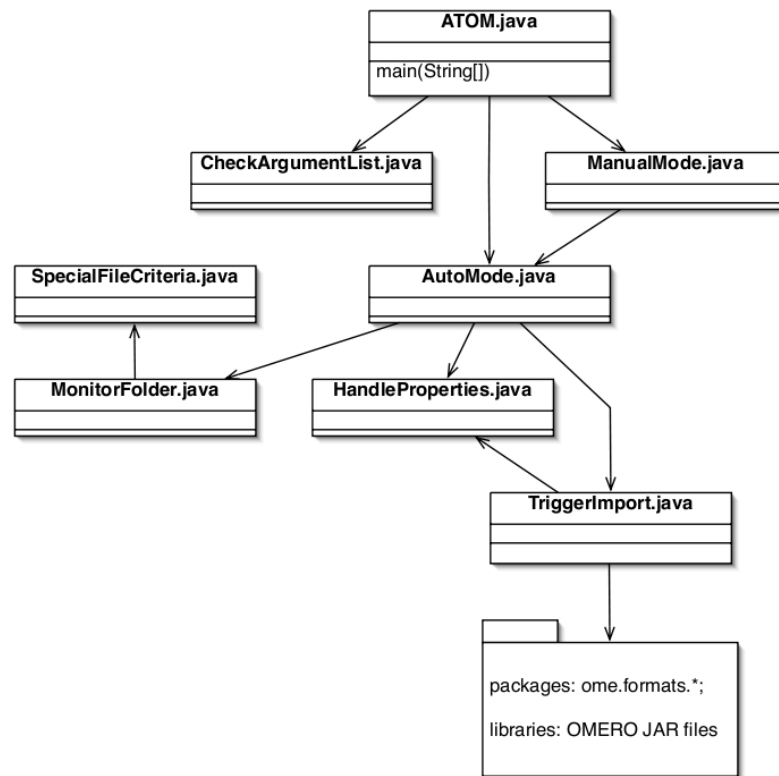 ATOM.java
main(String[])
CheckArgumentList.java
ManualMode.java
SpecialFileCriteria.java
AutoMode.java
MonitorFolder.java
HandleProperties.java
TriggerImport.java
packages: ome.formats.*;
libraries: OMERO JAR files